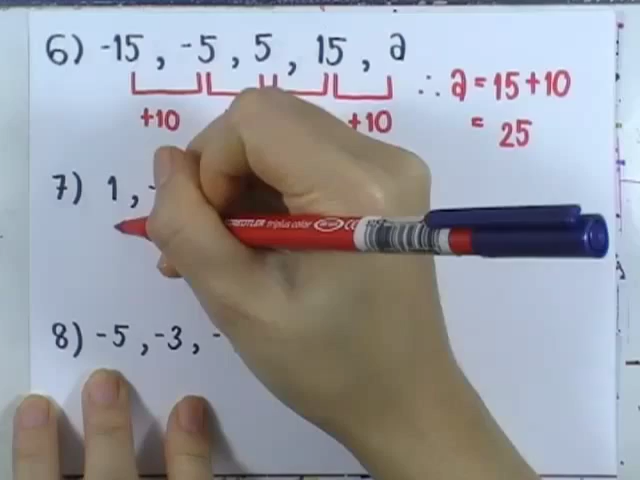 6) -15 , -5 , 5 , 15 , a
+10 +10
∴ a = 15 + 10
= 25
7) 1 , -
STAEDTLER triplus color
8) -5 , -3 , -